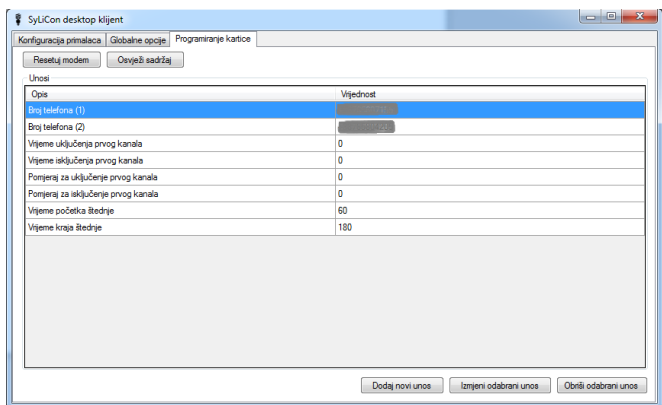 SyLiCon desktop klijent
Konfiguracija primalaca Globalne opcije Programiranje kartice
Resetuj modem Osvježi sadržaj
Unosi
Opis Vrijednost
Broj telefona (1)
Broj telefona (2)
Vrijeme uključenja prvog kanala 0
Vrijeme isključenja prvog kanala 0
Pomjeraj za uključenje prvog kanala 0
Pomjeraj za isključenje prvog kanala 0
Vrijeme početka štednje 60
Vrijeme kraja štednje 180
Dodaj novi unos Izmjeni odabrani unos Obriši odabrani unos